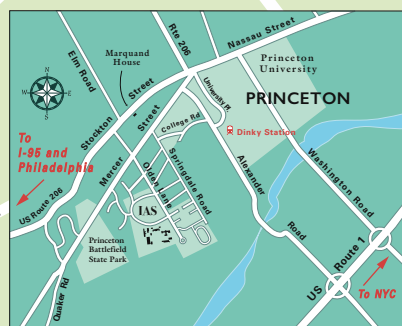 Nassau Street
Rte 206
Elm Road
Marquand
House
Princeton
University
N
W
E
S
Stockton
Street
University Pl
PRINCETON
Mercer
Street
College Rd
Dinky Station
To
I-95 and
Philadelphia
US Route 206
Olden Lane
Springdale Road
Alexander
Road
Washington Road
IAS
Princeton
Battlefield
State Park
Quaker Rd
US Route 1
To NYC